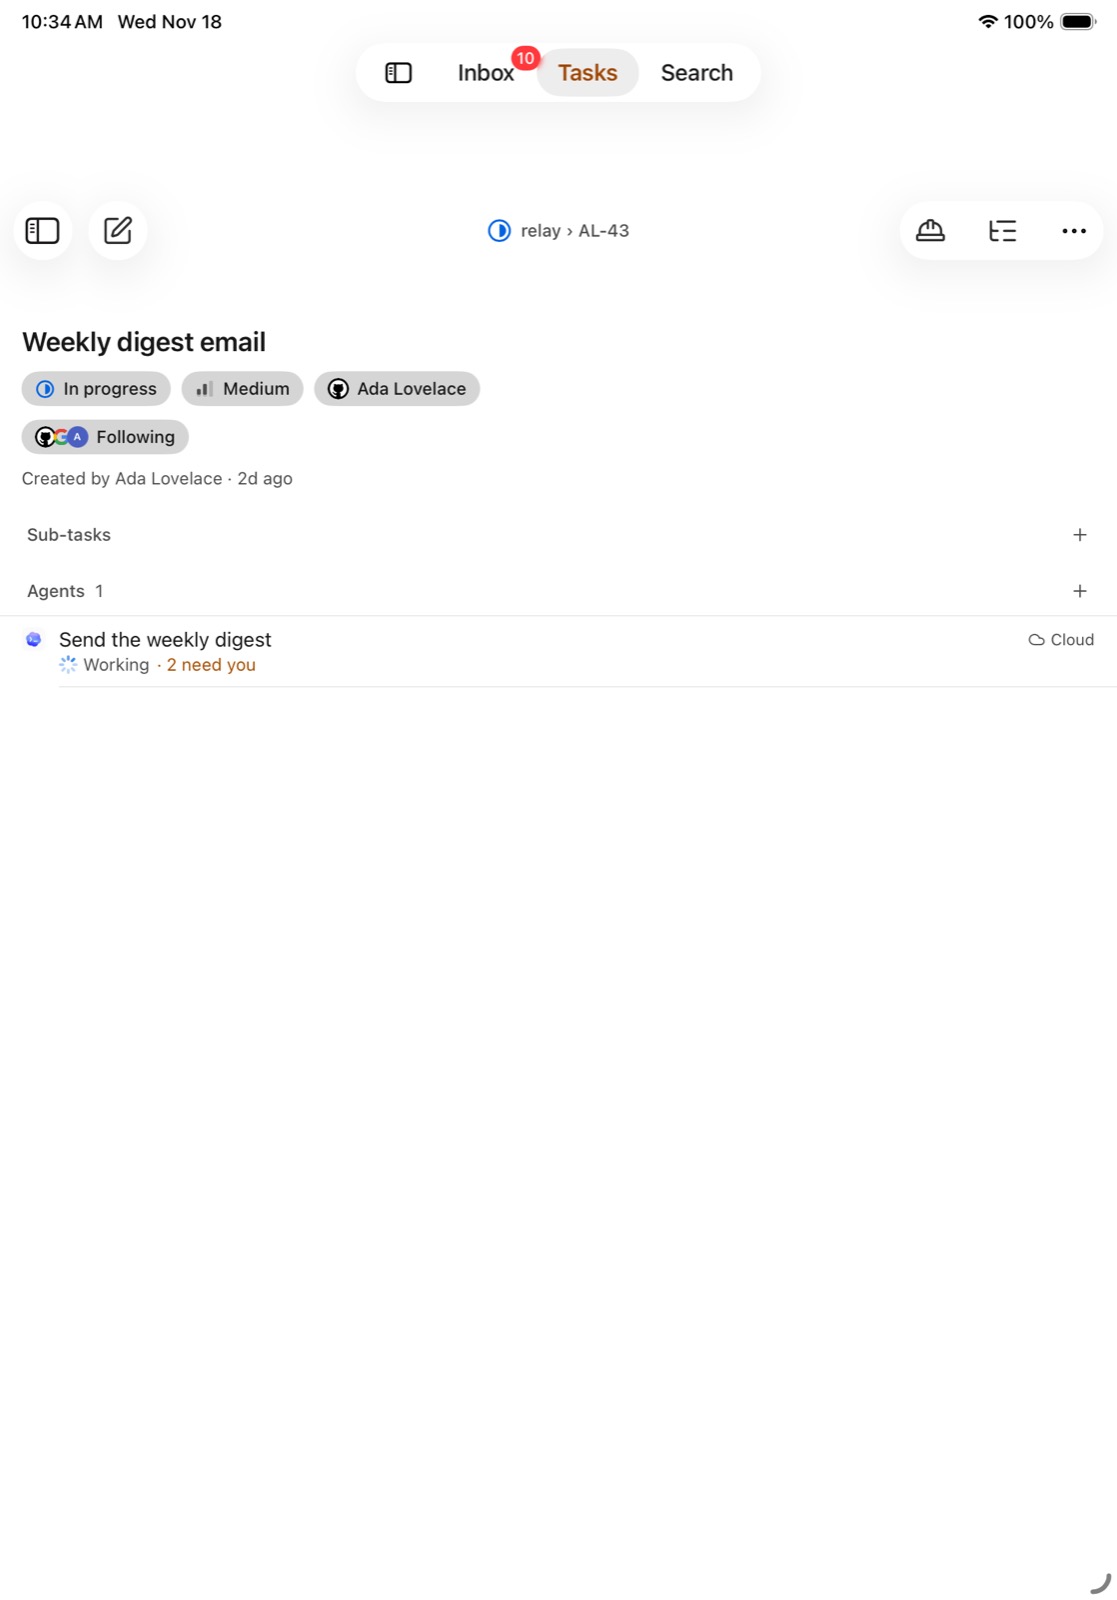 10:34 AM Wed Nov 18
100%
Inbox 10 Tasks Search
relay › AL-43
Weekly digest email
In progress Medium Ada Lovelace
A Following
Created by Ada Lovelace · 2d ago
Sub-tasks
Agents 1
Send the weekly digest Cloud
Working · 2 need you